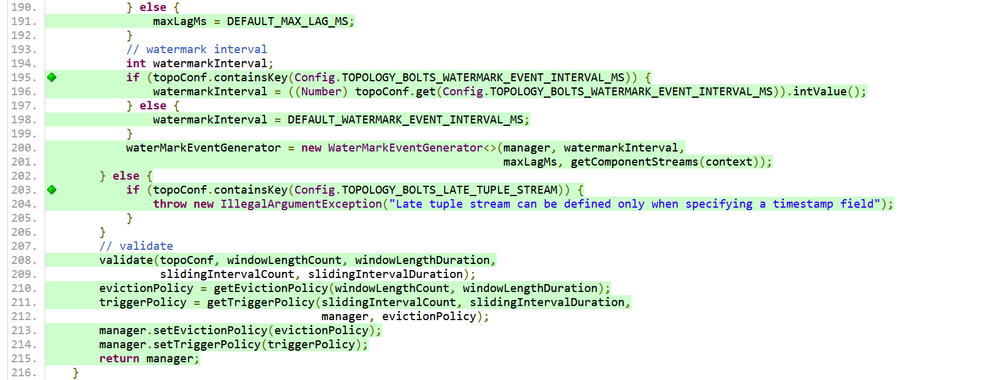 190. } else {
191. maxLagMs = DEFAULT_MAX_LAG_MS;
192. }
193. // watermark interval
194. int watermarkInterval;
195. if (topoConf.containsKey(Config.TOPOLOGY_BOLTS_WATERMARK_EVENT_INTERVAL_MS)) {
196. watermarkInterval = ((Number) topoConf.get(Config.TOPOLOGY_BOLTS_WATERMARK_EVENT_INTERVAL_MS)).intValue();
197. } else {
198. watermarkInterval = DEFAULT_WATERMARK_EVENT_INTERVAL_MS;
199. }
200. waterMarkEventGenerator = new WaterMarkEventGenerator<>(manager, watermarkInterval,
201. maxLagMs, getComponentStreams(context));
202. } else {
203. if (topoConf.containsKey(Config.TOPOLOGY_BOLTS_LATE_TUPLE_STREAM)) {
204. throw new IllegalArgumentException("Late tuple stream can be defined only when specifying a timestamp field");
205. }
206. }
207. // validate
208. validate(topoConf, windowLengthCount, windowLengthDuration,
209. slidingIntervalCount, slidingIntervalDuration);
210. evictionPolicy = getEvictionPolicy(windowLengthCount, windowLengthDuration);
211. triggerPolicy = getTriggerPolicy(slidingIntervalCount, slidingIntervalDuration,
212. manager, evictionPolicy);
213. manager.setEvictionPolicy(evictionPolicy);
214. manager.setTriggerPolicy(triggerPolicy);
215. return manager;
216. }